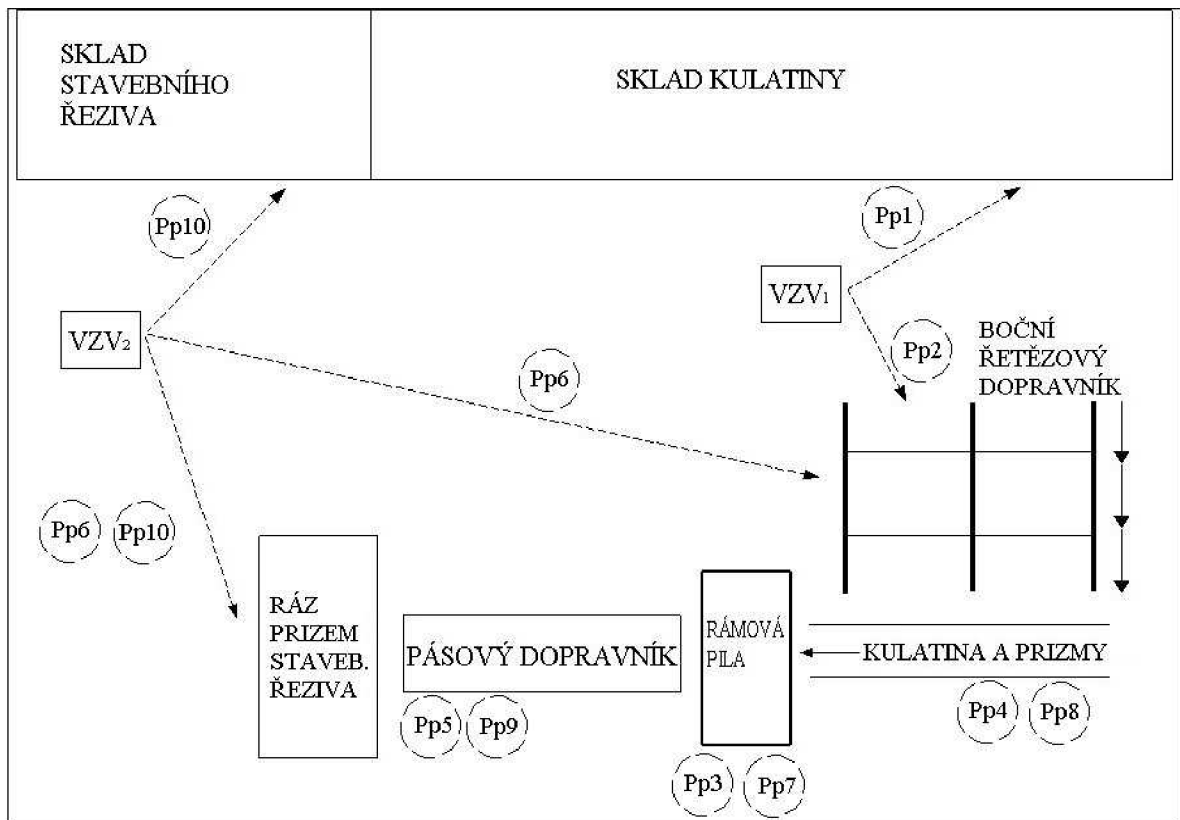 SKLAD
STAVEBNÍHO
ŘEZIVA
SKLAD KULATINY
Pp10
Pp1
VZV₂
VZV₁
Pp2
BOČNÍ
ŘETĚZOVÝ
DOPRAVNÍK
Pp6
Pp6
Pp10
RÁZ
PRIZEM
STAVEB.
ŘEZIVA
PÁSOVÝ DOPRAVNÍK
RÁMOVÁ
PILA
KULATINA A PRIZMY
Pp5
Pp9
Pp4
Pp8
Pp3
Pp7